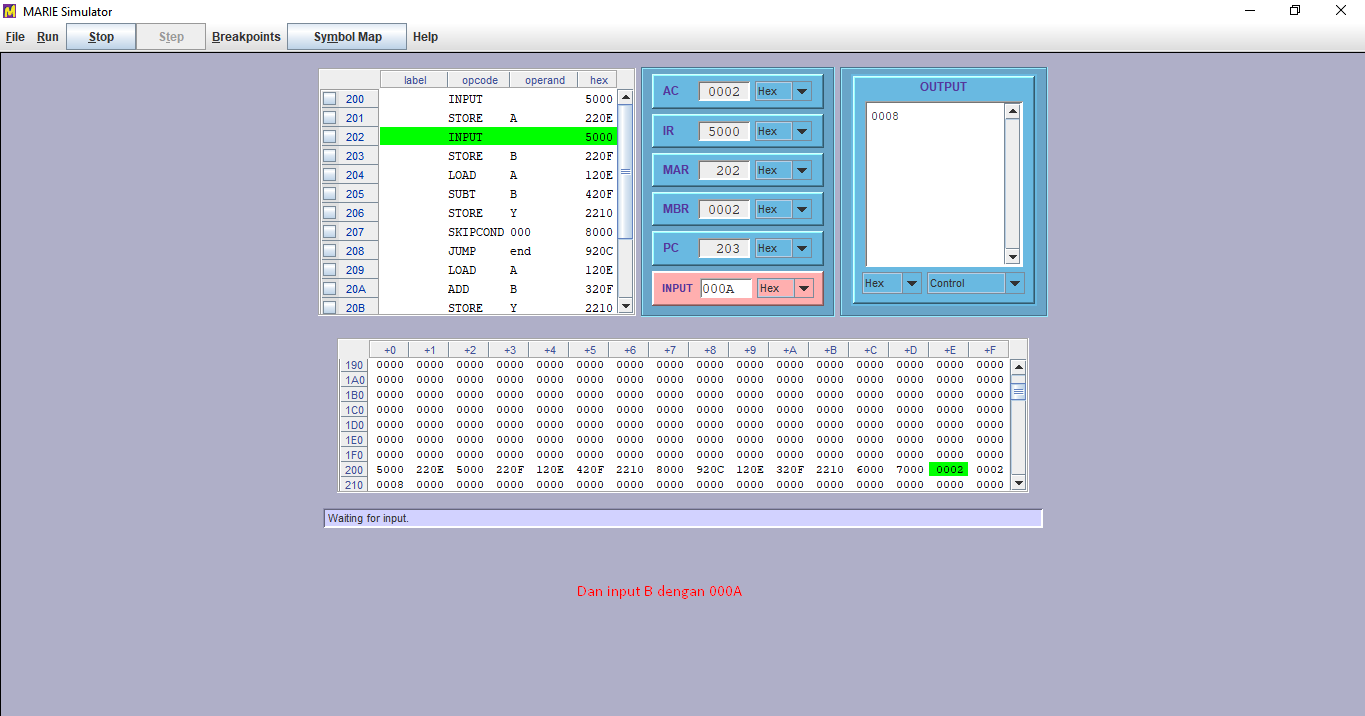 MARIE Simulator
File Run Stop Step Breakpoints Symbol Map Help
label opcode operand hex
200 INPUT 5000
201 STORE A 220E
202 INPUT 5000
203 STORE B 220F
204 LOAD A 120E
205 SUBT B 420F
206 STORE Y 2210
207 SKIPCOND 000 8000
208 JUMP end 920C
209 LOAD A 120E
20A ADD B 320F
20B STORE Y 2210
AC 0002 Hex
IR 5000 Hex
MAR 202 Hex
MBR 0002 Hex
PC 203 Hex
INPUT 000A Hex
OUTPUT
0008
Hex Control
+0 +1 +2 +3 +4 +5 +6 +7 +8 +9 +A +B +C +D +E +F
190 0000 0000 0000 0000 0000 0000 0000 0000 0000 0000 0000 0000 0000 0000 0000 0000
1A0 0000 0000 0000 0000 0000 0000 0000 0000 0000 0000 0000 0000 0000 0000 0000 0000
1B0 0000 0000 0000 0000 0000 0000 0000 0000 0000 0000 0000 0000 0000 0000 0000 0000
1C0 0000 0000 0000 0000 0000 0000 0000 0000 0000 0000 0000 0000 0000 0000 0000 0000
1D0 0000 0000 0000 0000 0000 0000 0000 0000 0000 0000 0000 0000 0000 0000 0000 0000
1E0 0000 0000 0000 0000 0000 0000 0000 0000 0000 0000 0000 0000 0000 0000 0000 0000
1F0 0000 0000 0000 0000 0000 0000 0000 0000 0000 0000 0000 0000 0000 0000 0000 0000
200 5000 220E 5000 220F 120E 420F 2210 8000 920C 120E 320F 2210 6000 7000 0002 0002
210 0008 0000 0000 0000 0000 0000 0000 0000 0000 0000 0000 0000 0000 0000 0000 0000
Waiting for input.
Dan input B dengan 000A